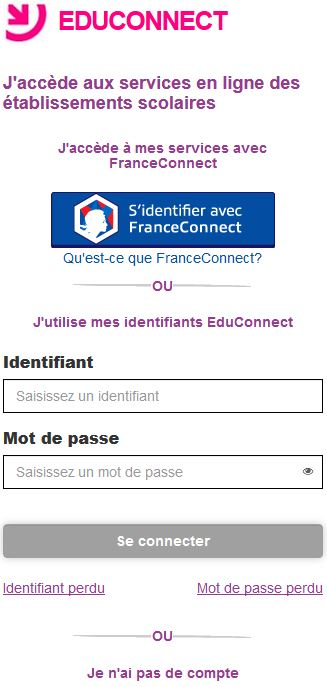 EDUCONNECT
J'accède aux services en ligne des
établissements scolaires
J'accède à mes services avec
FranceConnect
S'identifier avec
FranceConnect
Qu'est-ce que FranceConnect?
OU
J'utilise mes identifiants EduConnect
Identifiant
Saisissez un identifiant
Mot de passe
Saisissez un mot de passe
Se connecter
Identifiant perdu Mot de passe perdu
OU
Je n'ai pas de compte